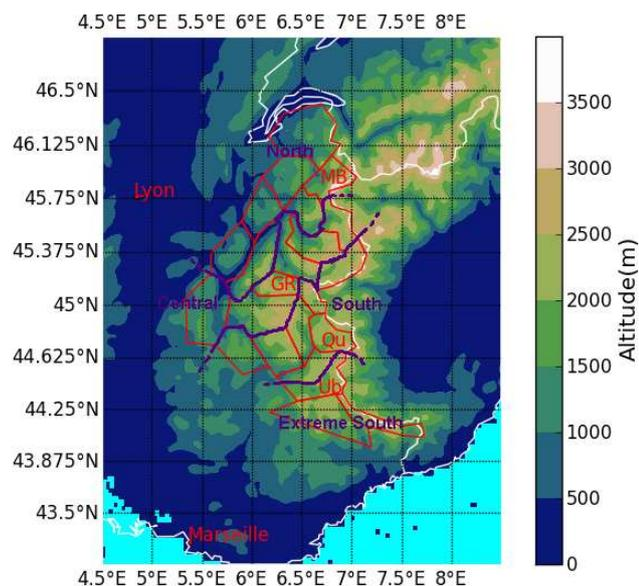 4.5°E 5°E 5.5°E 6°E 6.5°E 7°E 7.5°E 8°E
46.5°N
46.125°N
North
MB
45.75°N
Lyon
45.375°N
GR
45°N
Central
South
44.625°N
Qu
Ub
44.25°N
Extreme South
43.875°N
43.5°N
Marseille
4.5°E 5°E 5.5°E 6°E 6.5°E 7°E 7.5°E 8°E
3500
3000
2500
2000
1500
1000
500
0
Altitude(m)